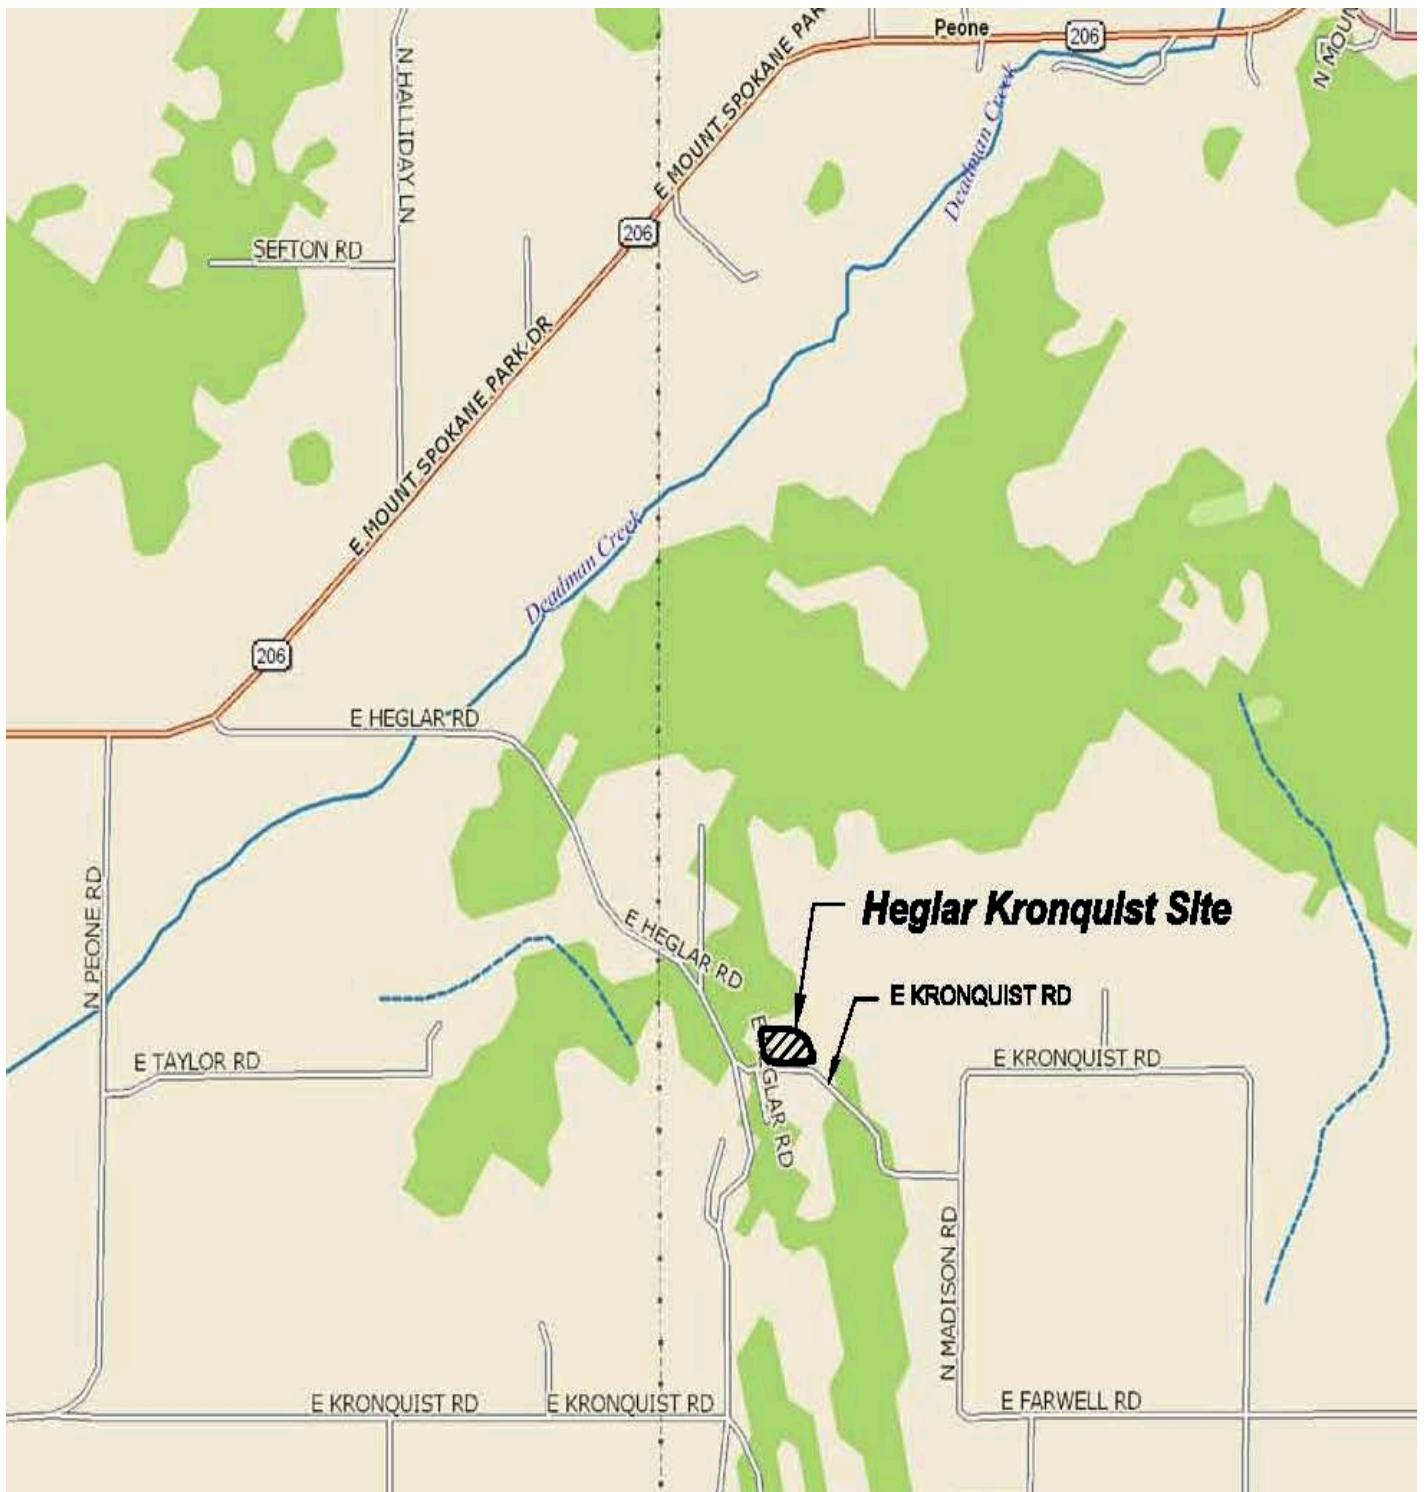 Peone
206
N MOUN
E MOUNT SPOKANE PAR
N HALLIDAY LN
Deadman Creek
206
SEFTON RD
E MOUNT SPOKANE PARK DR
Deadman Creek
206
E HEGLAR RD
N PEONE RD
Heglar Kronquist Site
E HEGLAR RD
E KRONQUIST RD
E TAYLOR RD
E KRONQUIST RD
E GLAR RD
N MADISON RD
E KRONQUIST RD
E KRONQUIST RD
E FARWELL RD